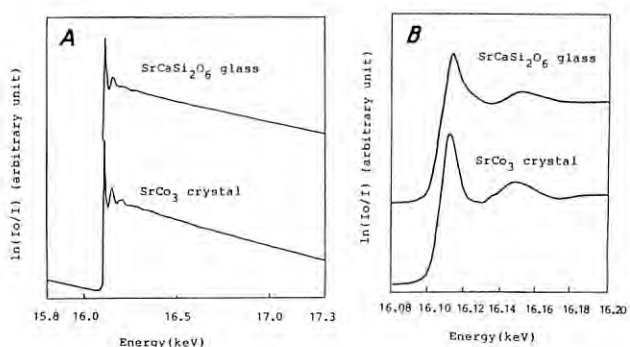 A
SrCaSi2O6 glass
SrCo3 crystal
ln(Io/I) (arbitrary unit)
15.8 16.0 16.5 17.0 17.3
Energy(keV)
B
SrCaSi2O6 glass
SrCo3 crystal
ln(Io/I) (arbitrary unit)
16.08 16.10 16.12 16.14 16.16 16.18 16.20
Energy(keV)